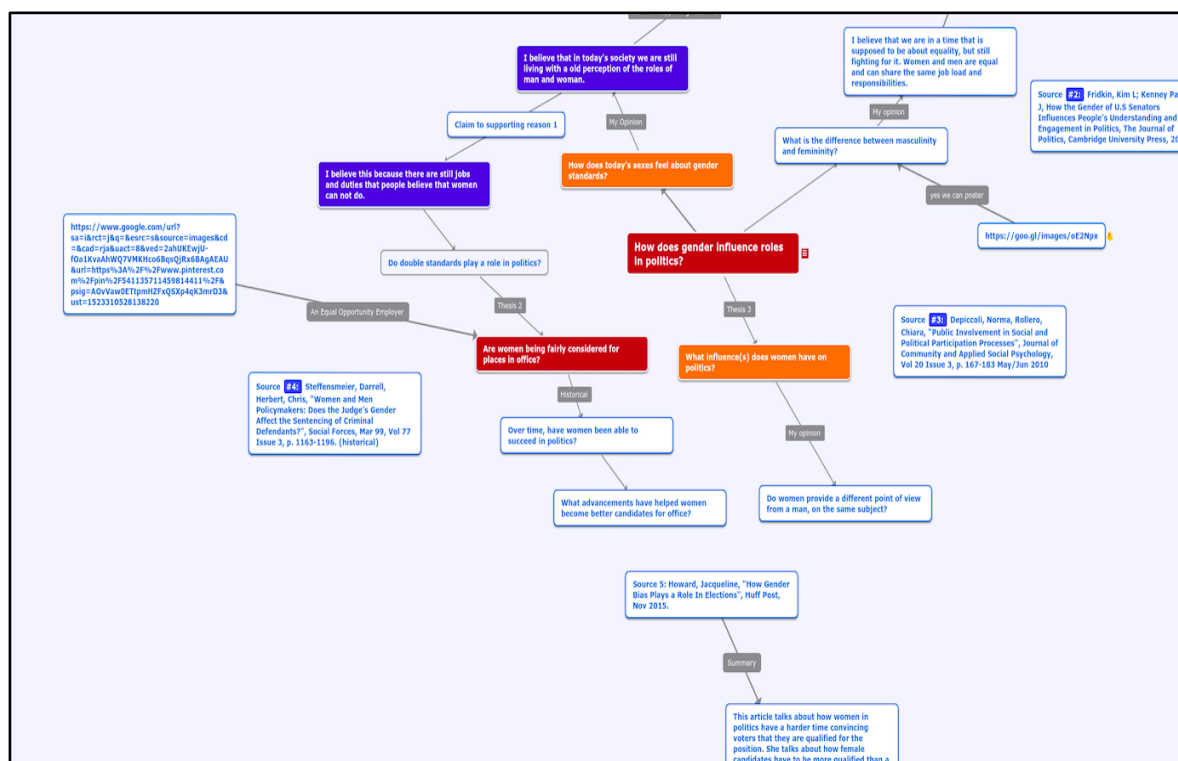 I believe that in today's society we are still
living with a old perception of the roles of
man and woman.
I believe that we are in a time that is
supposed to be about equality, but still
fighting for it. Women and men are equal
and can share the same job load and
responsibilities.
Source #2: Fridkin, Kim L; Kenney Pa
J, How the Gender of U.S Senators
Influences People's Understanding and
Engagement in Politics, The Journal of
Politics, Cambridge University Press, 20
Claim to supporting reason 1
My Opinion
My opinion
What is the difference between masculinity
and femininity?
I believe this because there are still jobs
and duties that people believe that women
can not do.
How does today's sexes feel about gender
standards?
yes we can poster
https://goo.gl/images/oE2Npx
https://www.google.com/url?
sa=i&rct=j&q=&esrc=s&source=images&cd
=&cad=rja&uact=8&ved=2ahUKEwjU-
fOa1KvaAhWQ7VMKHco6BqsQjRx6BAgAEAU
&url=https%3A%2F%2Fwww.pinterest.co
m%2Fpin%2F541135711459814411%2F&
psig=AOvVaw0ETtpmHZFxQSXp4qK3mrD3&
ust=1523310528138220
Do double standards play a role in politics?
How does gender influence roles
in politics?
An Equal Opportunity Employer
Thesis 2
Thesis 3
Source #3: Depiccoli, Norma, Rollero,
Chiara, "Public Involvement in Social and
Political Participation Processes", Journal of
Community and Applied Social Psychology,
Vol 20 Issue 3, p. 167-183 May/Jun 2010
Are women being fairly considered for
places in office?
What influence(s) does women have on
politics?
Source #4: Steffensmeier, Darrell,
Herbert, Chris, "Women and Men
Policymakers: Does the Judge's Gender
Affect the Sentencing of Criminal
Defendants?", Social Forces, Mar 99, Vol 77
Issue 3, p. 1163-1196. (historical)
Historical
Over time, have women been able to
succeed in politics?
My opinion
What advancements have helped women
become better candidates for office?
Do women provide a different point of view
from a man, on the same subject?
Source 5: Howard, Jacqueline, "How Gender
Bias Plays a Role In Elections", Huff Post,
Nov 2015.
Summary
This article talks about how women in
politics have a harder time convincing
voters that they are qualified for the
position. She talks about how female
candidates have to be more qualified than a